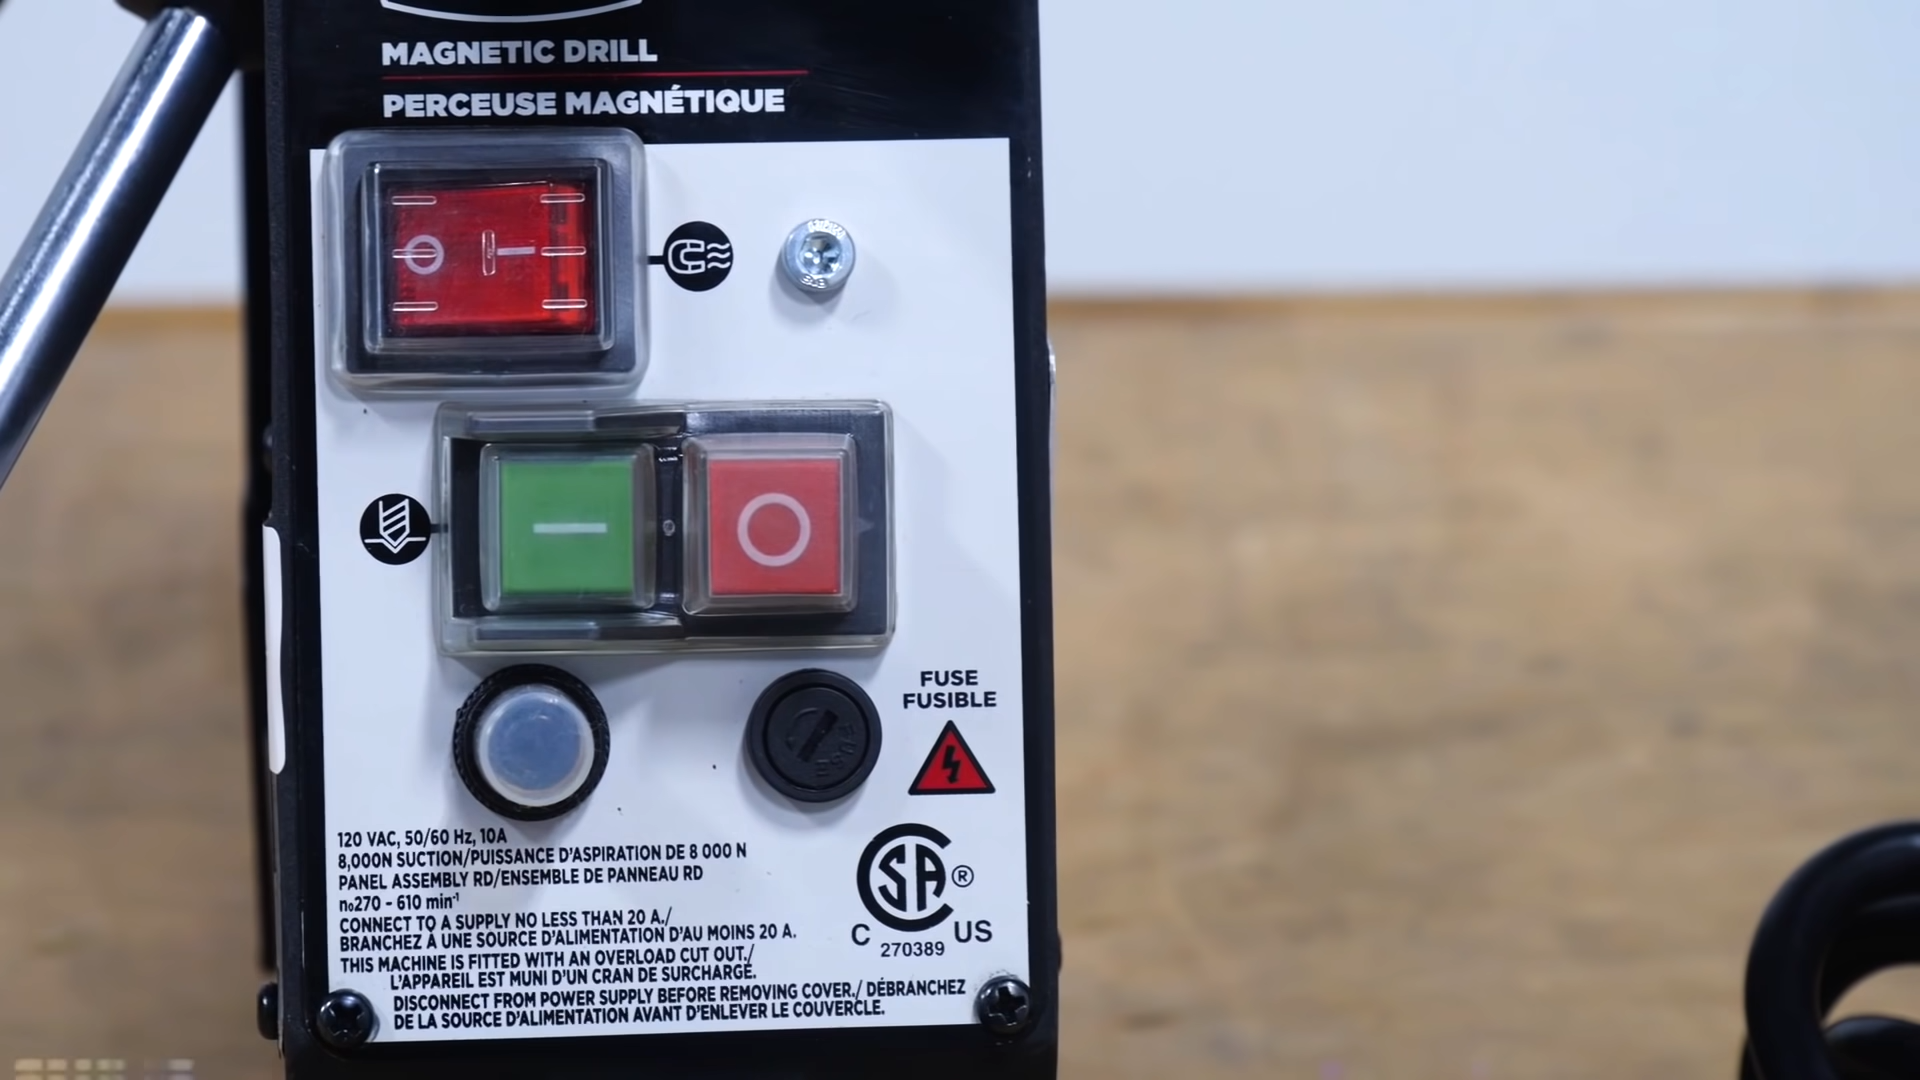 MAGNETIC DRILL
PERCEUSE MAGNÉTIQUE
FUSE
FUSIBLE
FUSE
120 VAC, 50/60 Hz, 10A
8,000N SUCTION/PUISSANCE D'ASPIRATION DE 8 000 N
PANEL ASSEMBLY RD/ENSEMBLE DE PANNEAU RD
n₀270 - 610 min⁻¹
CONNECT TO A SUPPLY NO LESS THAN 20 A./
BRANCHEZ À UNE SOURCE D'ALIMENTATION D'AU MOINS 20 A.
THIS MACHINE IS FITTED WITH AN OVERLOAD CUT OUT./
L'APPAREIL EST MUNI D'UN CRAN DE SURCHARGE.
DISCONNECT FROM POWER SUPPLY BEFORE REMOVING COVER./ DÉBRANCHEZ
DE LA SOURCE D'ALIMENTATION AVANT D'ENLEVER LE COUVERCLE.
CSA ®
C US
270389